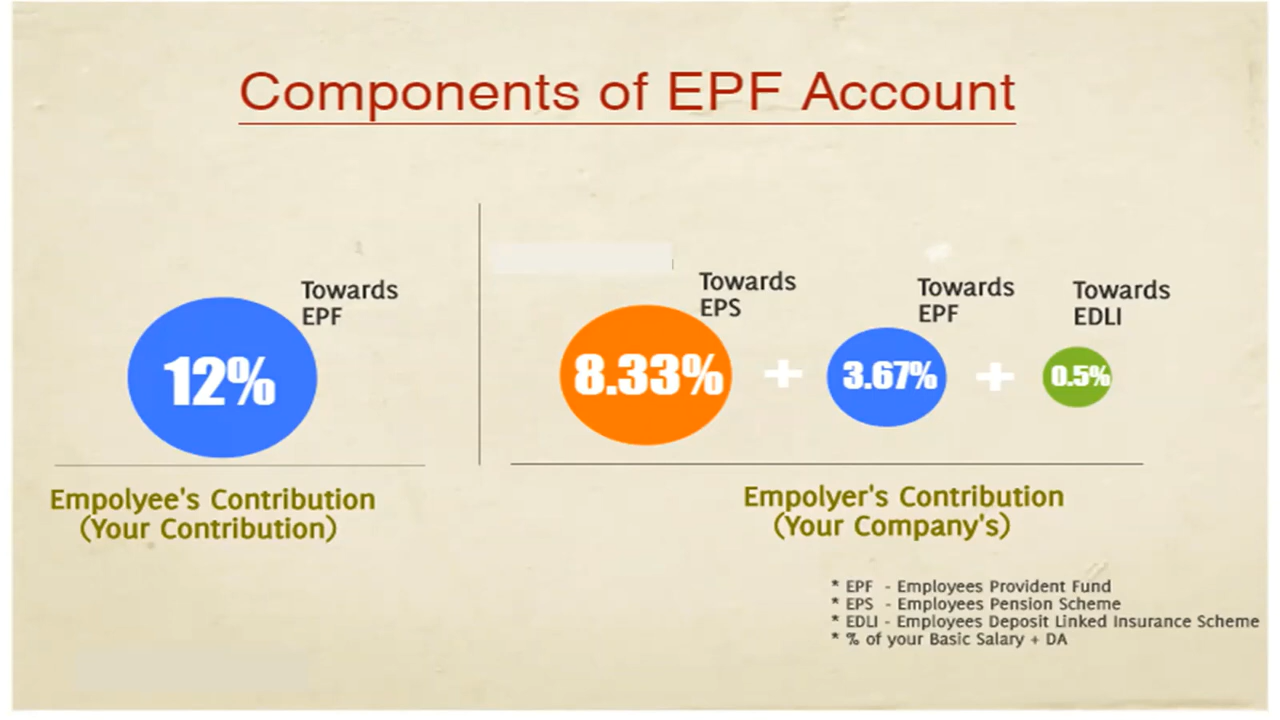 Components of EPF Account
Towards
EPF
12%
Empolyee's Contribution
(Your Contribution)
Towards
EPS
8.33%
+
Towards
EPF
3.67%
+
Towards
EDLI
0.5%
Empolyer's Contribution
(Your Company's)
* EPF - Employees Provident Fund
* EPS - Employees Pension Scheme
* EDLI - Employees Deposit Linked Insurance Scheme
* % of your Basic Salary + DA